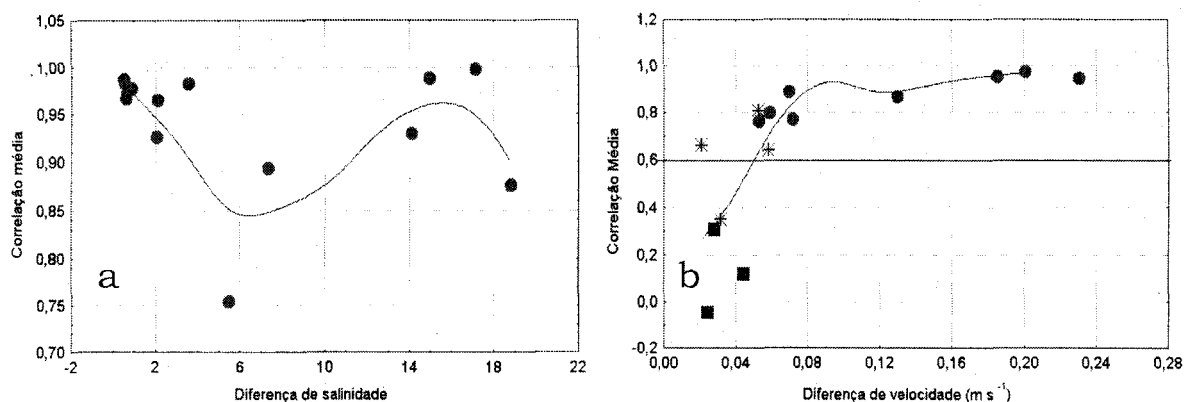 1,05
1,00
0,95
0,90
0,85
0,80
0,75
0,70
Correlação média
a
-2 2 6 10 14 18 22
Diferença de salinidade
1,2
1,0
0,8
0,6
0,4
0,2
0,0
-0,2
Correlação Média
b
0,00 0,04 0,08 0,12 0,16 0,20 0,24 0,28
Diferença de velocidade (m s⁻¹)